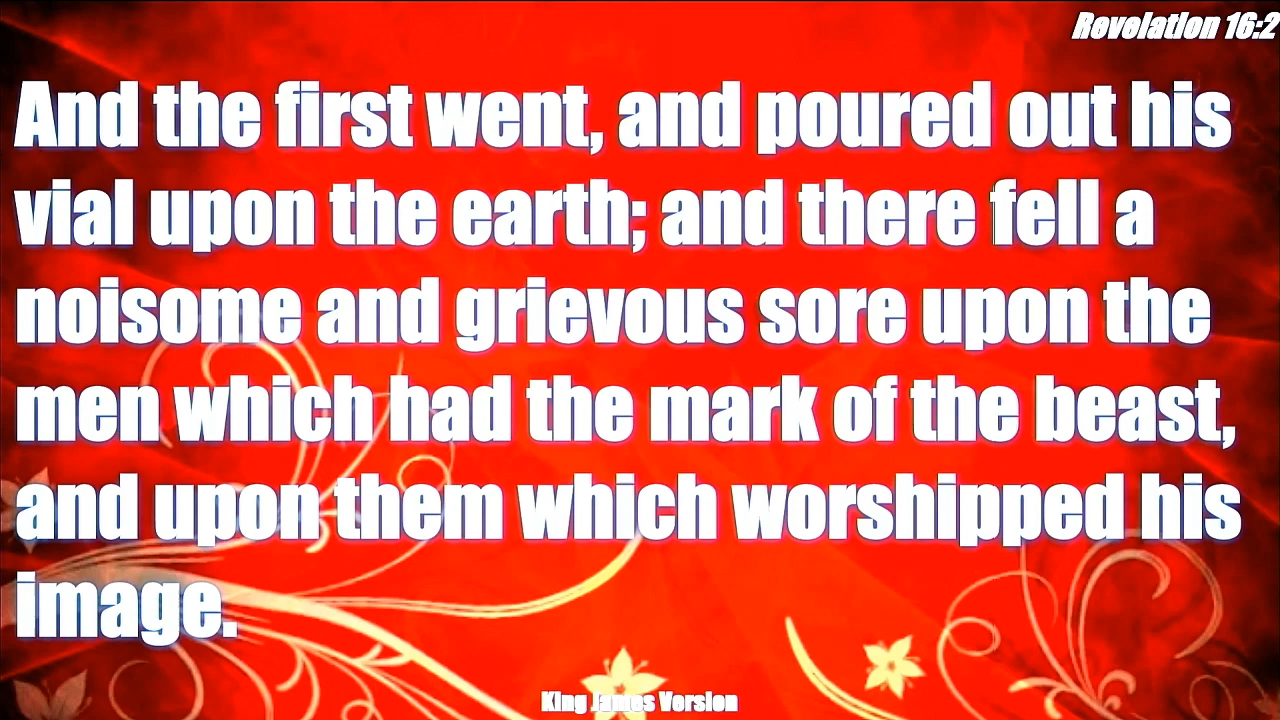 Revelation 16:2
And the first went, and poured out his
vial upon the earth; and there fell a
noisome and grievous sore upon the
men which had the mark of the beast,
and upon them which worshipped his
image.
King James Version